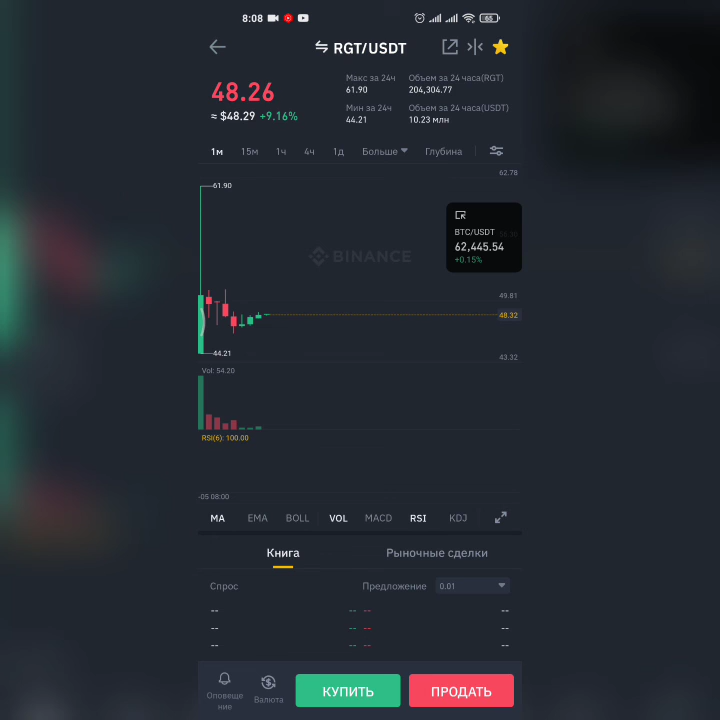 8:08
65
RGT/USDT
48.26
≈ $48.29 +9.16%
Макс за 24ч
61.90
Объем за 24 часа(RGT)
204,304.77
Мин за 24ч
44.21
Объем за 24 часа(USDT)
10.23 млн
1м 15м 1ч 4ч 1д Больше Глубина
62.78
61.90
BTC/USDT
62,445.54
+0.15%
BINANCE
49.81
48.32
44.21
43.32
Vol: 54.20
RSI(6): 100.00
-05 08:00
MA EMA BOLL VOL MACD RSI KDJ
Книга Рыночные сделки
Спрос Предложение 0.01
-- -- -- --
-- -- -- --
-- -- -- --
Оповеще
ние
Валюта
КУПИТЬ
ПРОДАТЬ